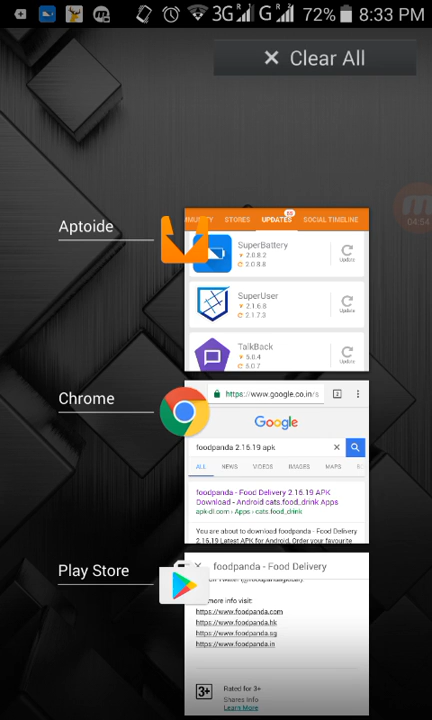 3G R G R 72% 8:33 PM
Clear All
04:54
Aptoide
STORES UPDATES SOCIAL TIMELINE
SuperBattery
2.0.8.2
2.0.8.8
Update
SuperUser
2.1.6.8
2.1.7.3
Update
TalkBack
5.0.4
6.0.7
Update
Chrome
https://www.google.co.in/s
Google
foodpanda 2.16.19 apk
ALL NEWS VIDEOS IMAGES MAPS
foodpanda - Food Delivery 2.16.19 APK
Download - Android cats.food_drink Apps
apk-dl.com › Apps › cats.food_drink
You are about to download foodpanda - Food Delivery
2.16.19 Latest APK for Android, Order your favourite
Play Store
foodpanda - Food Delivery
more info visit:
https://www.foodpanda.com
https://www.foodpanda.hk
https://www.foodpanda.sg
https://www.foodpanda.in
3+
Rated for 3+
Shares Info
Learn More